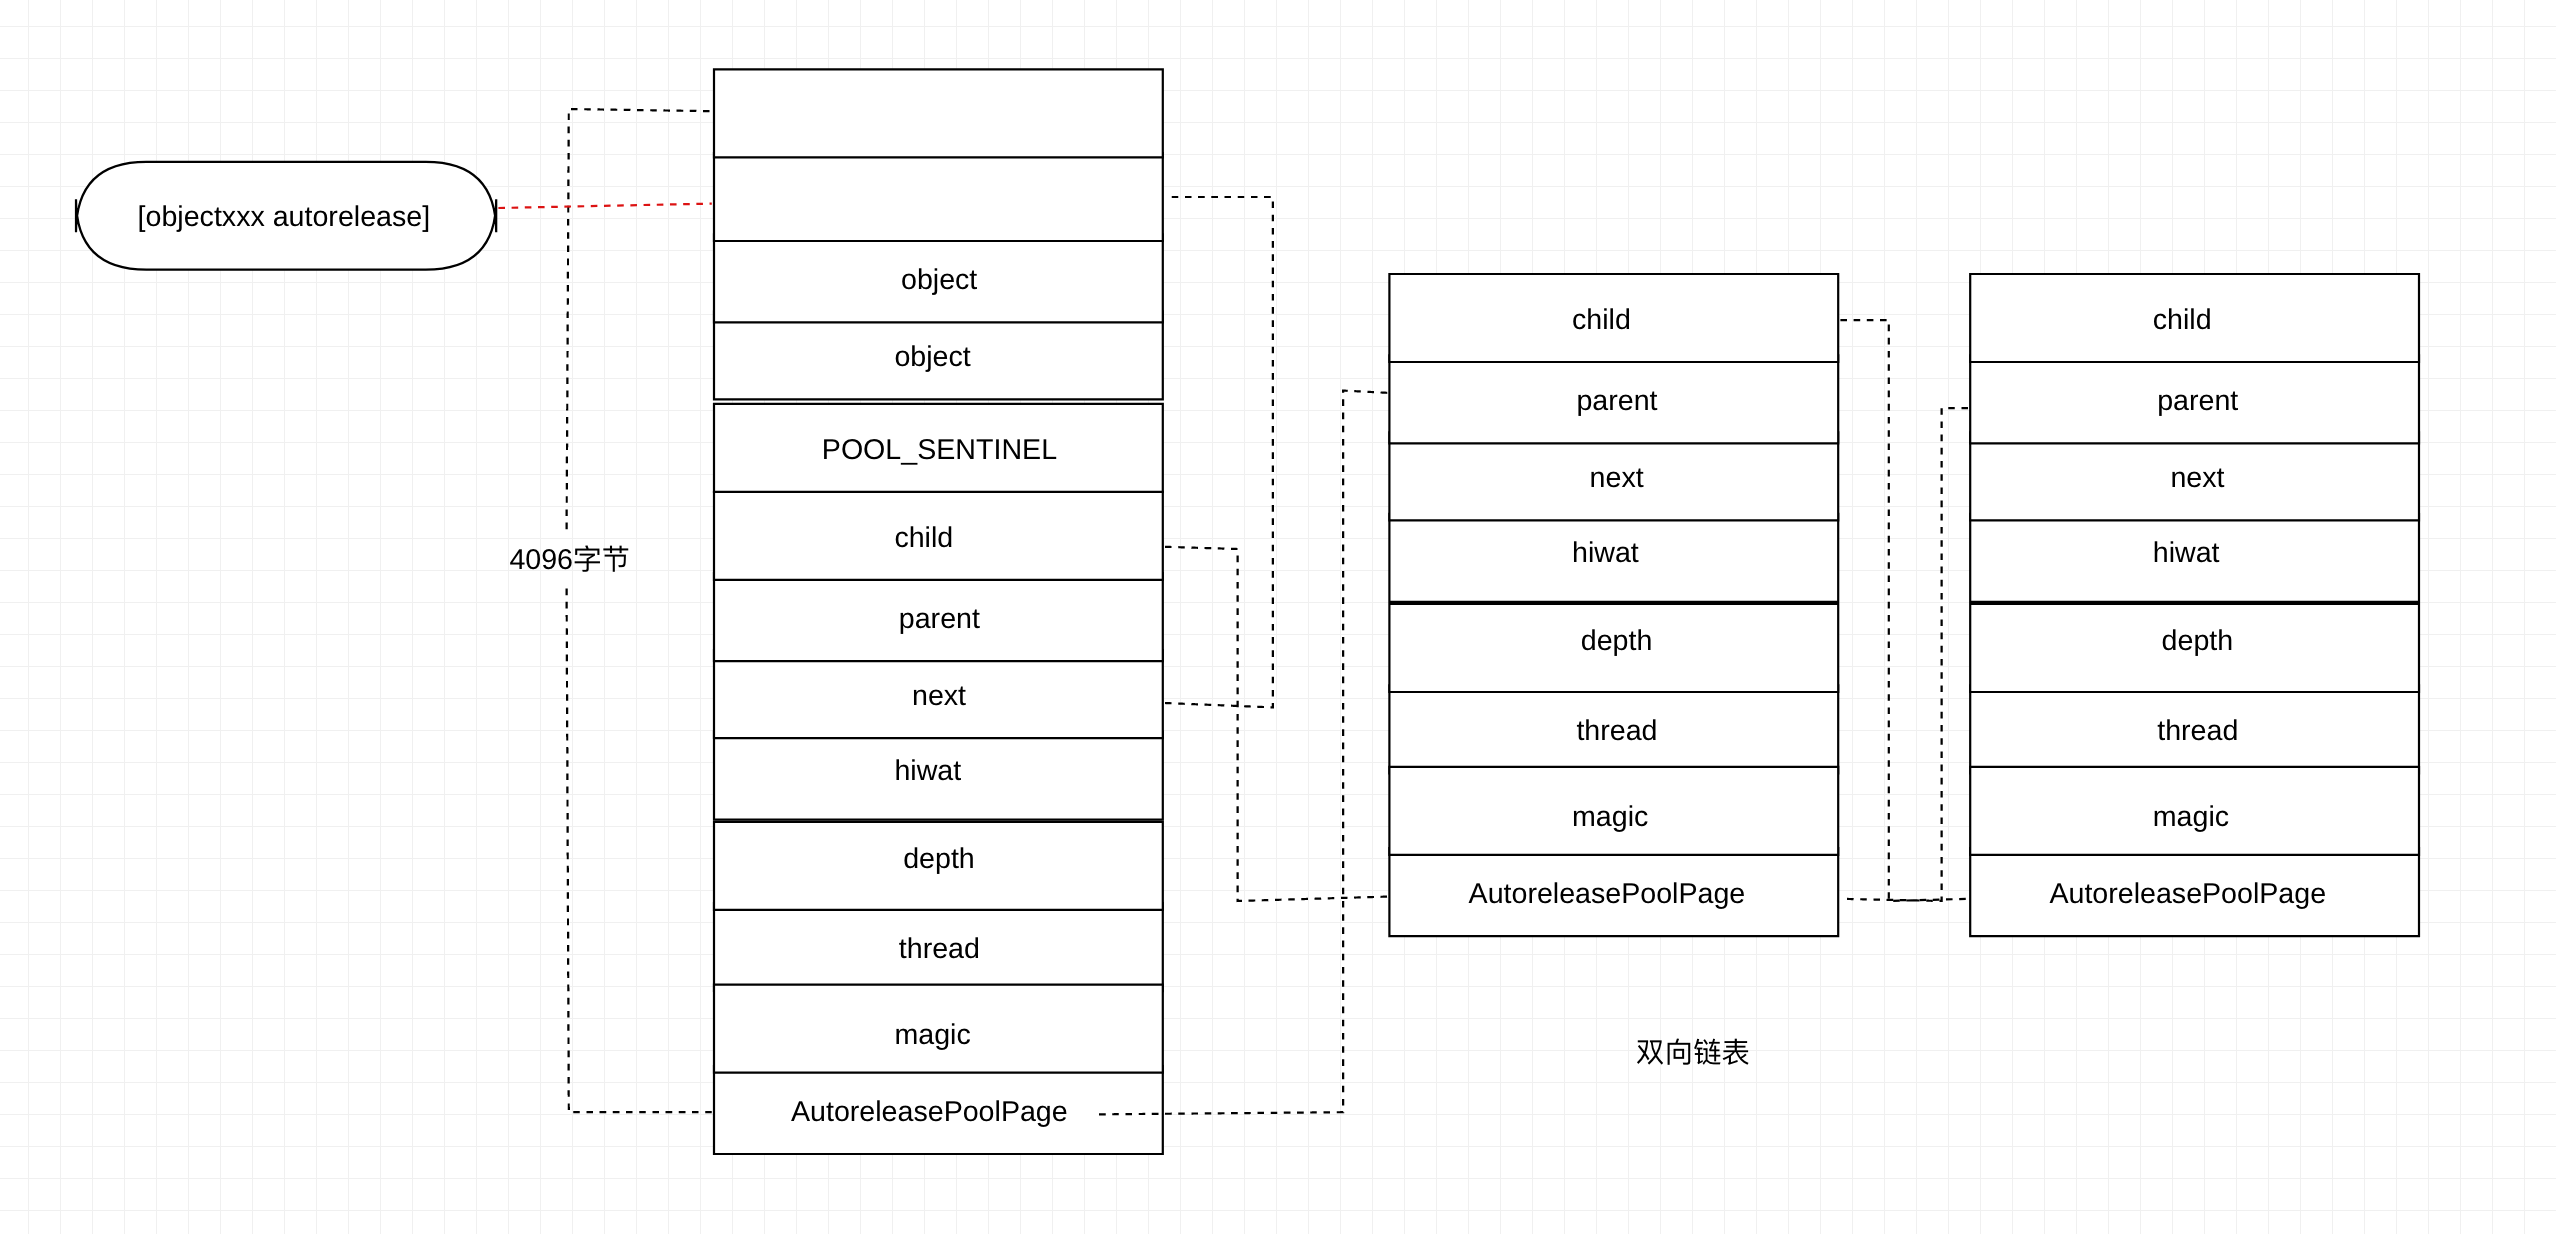 [objectxxx autorelease]
4096字节
object
object
POOL_SENTINEL
child
parent
next
hiwat
depth
thread
magic
AutoreleasePoolPage
child
parent
next
hiwat
depth
thread
magic
AutoreleasePoolPage
child
parent
next
hiwat
depth
thread
magic
AutoreleasePoolPage
双向链表